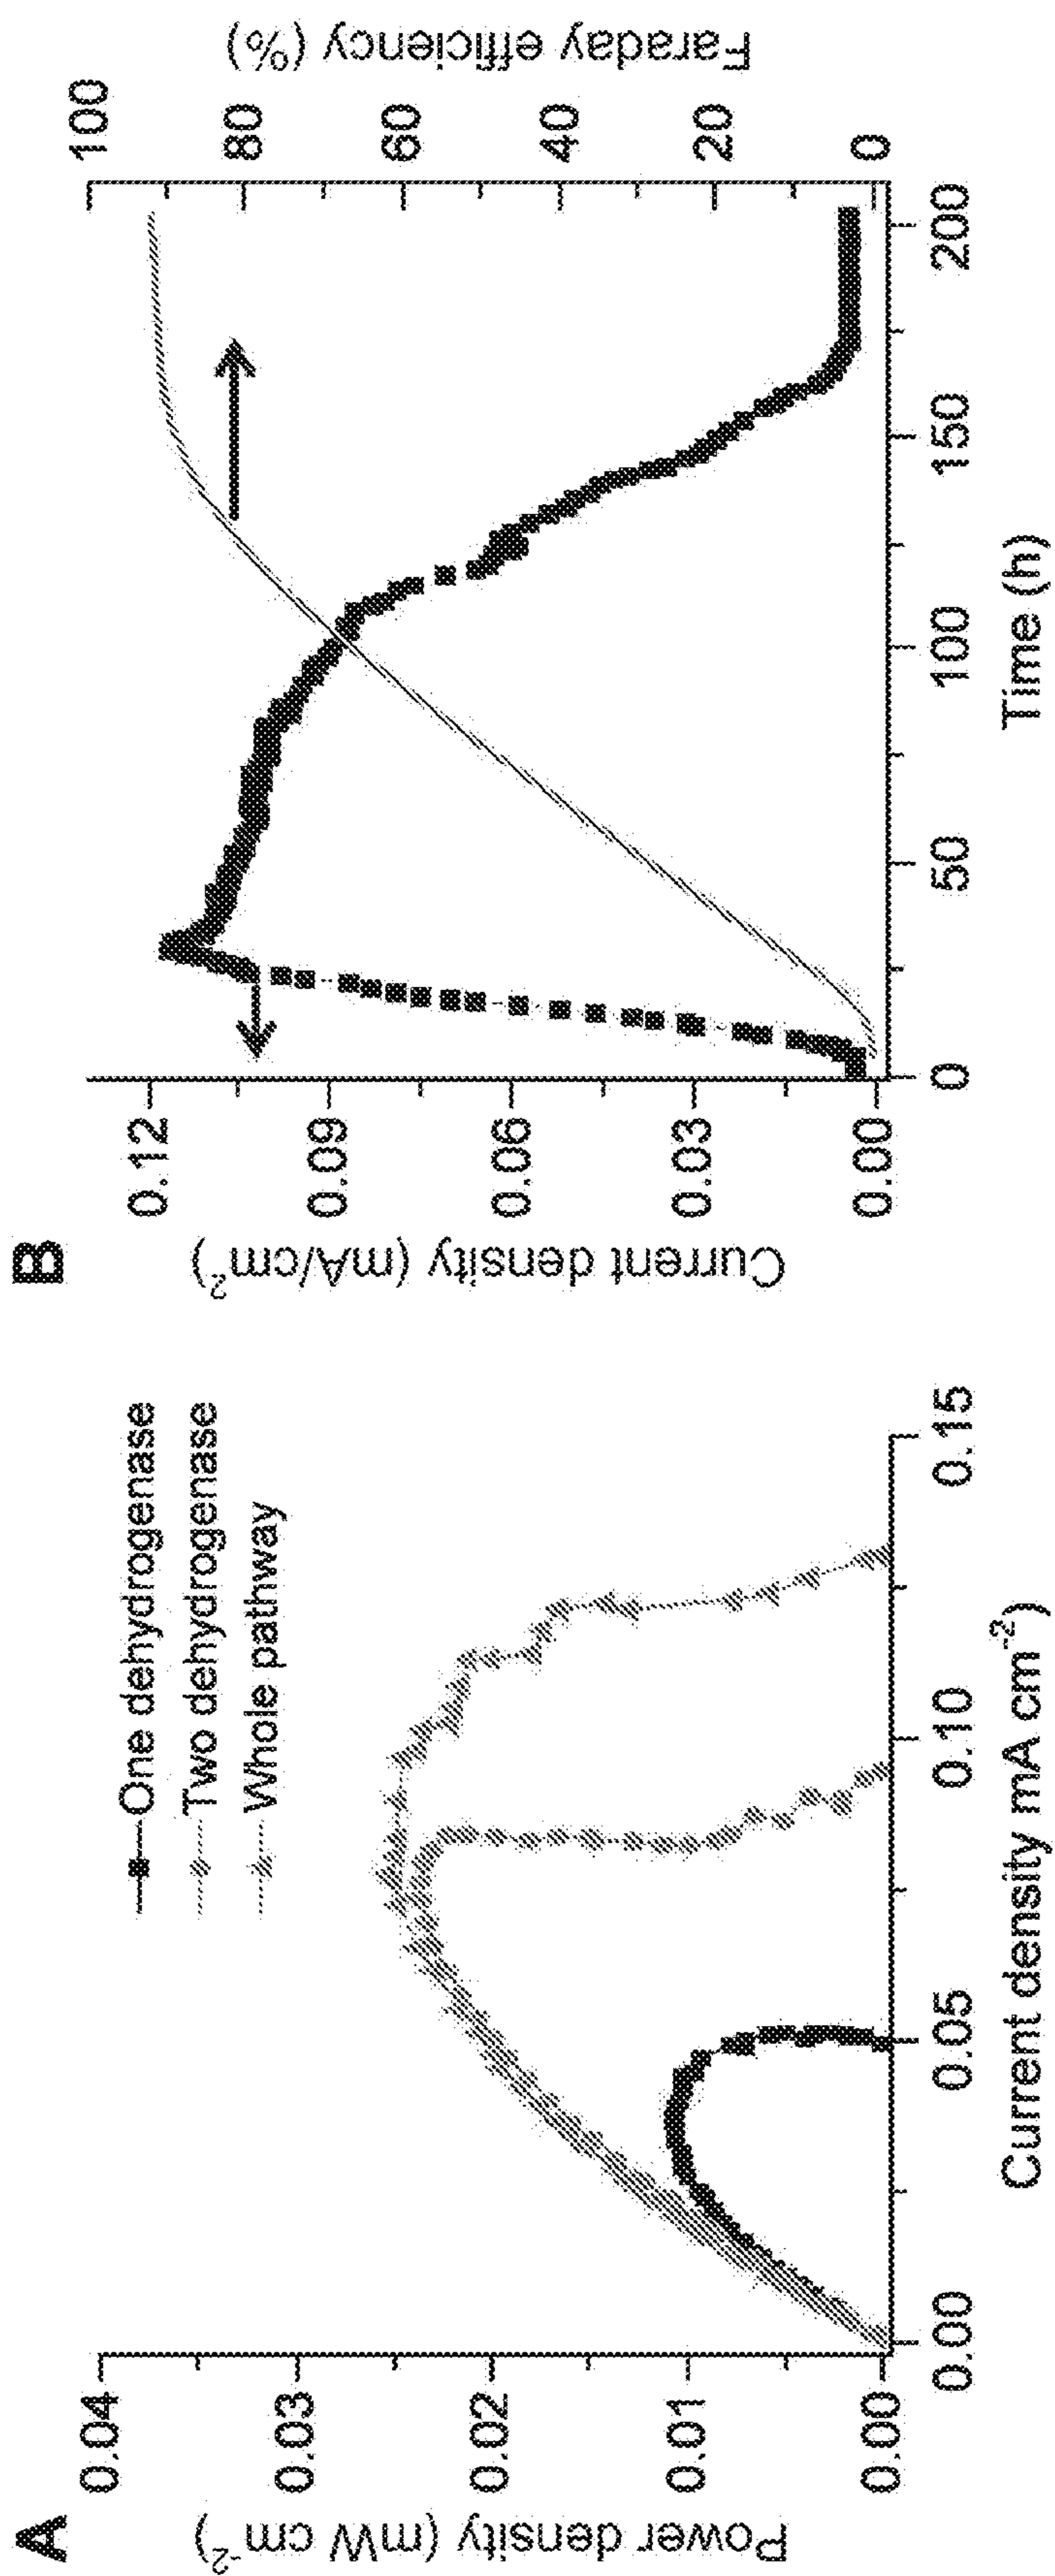 A
Power density (mW cm⁻²)
0.04
0.03
0.02
0.01
0.00
One dehydrogenase
Two dehydrogenase
Whole pathway
0.00
0.05
0.10
0.15
Current density mA cm⁻²
B
Current density (mA/cm²)
0.12
0.09
0.06
0.03
0.00
0
50
100
150
200
Time (h)
100
80
60
40
20
0
Faraday efficiency (%)